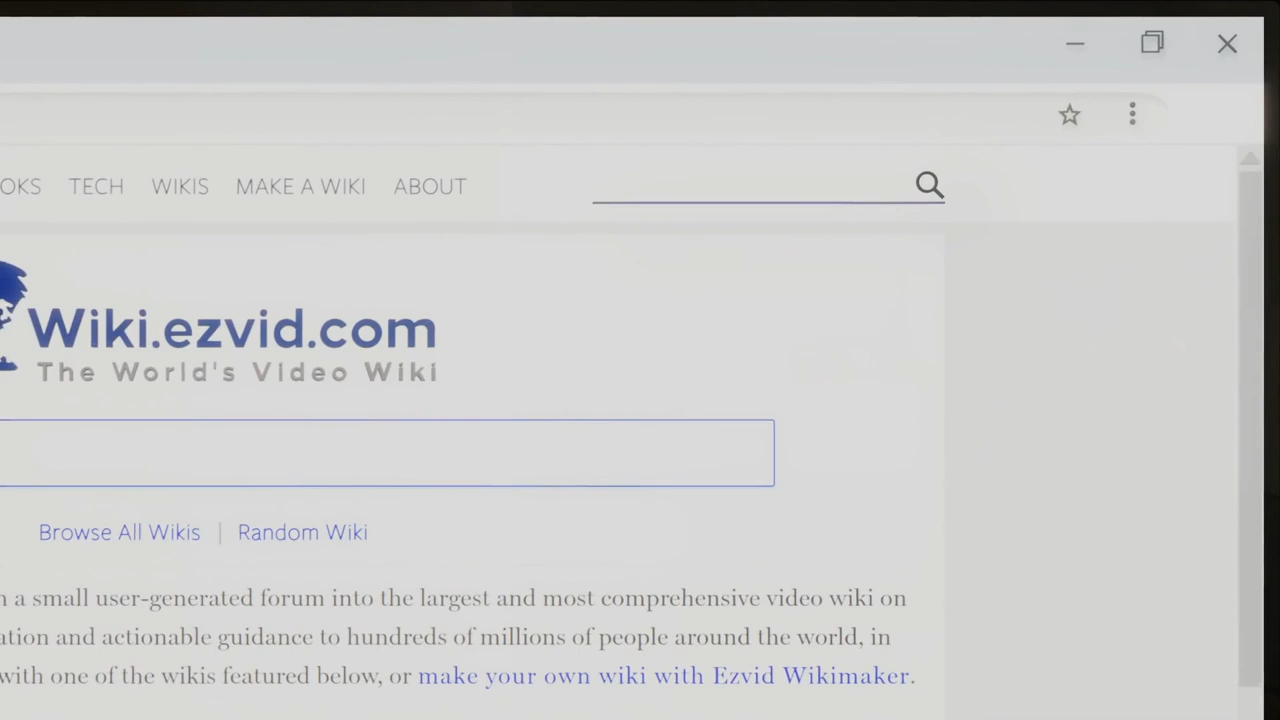 OKS TECH WIKIS MAKE A WIKI ABOUT
Wiki.ezvid.com
The World's Video Wiki
Browse All Wikis | Random Wiki
a small user-generated forum into the largest and most comprehensive video wiki on
ation and actionable guidance to hundreds of millions of people around the world, in
with one of the wikis featured below, or make your own wiki with Ezvid Wikimaker.